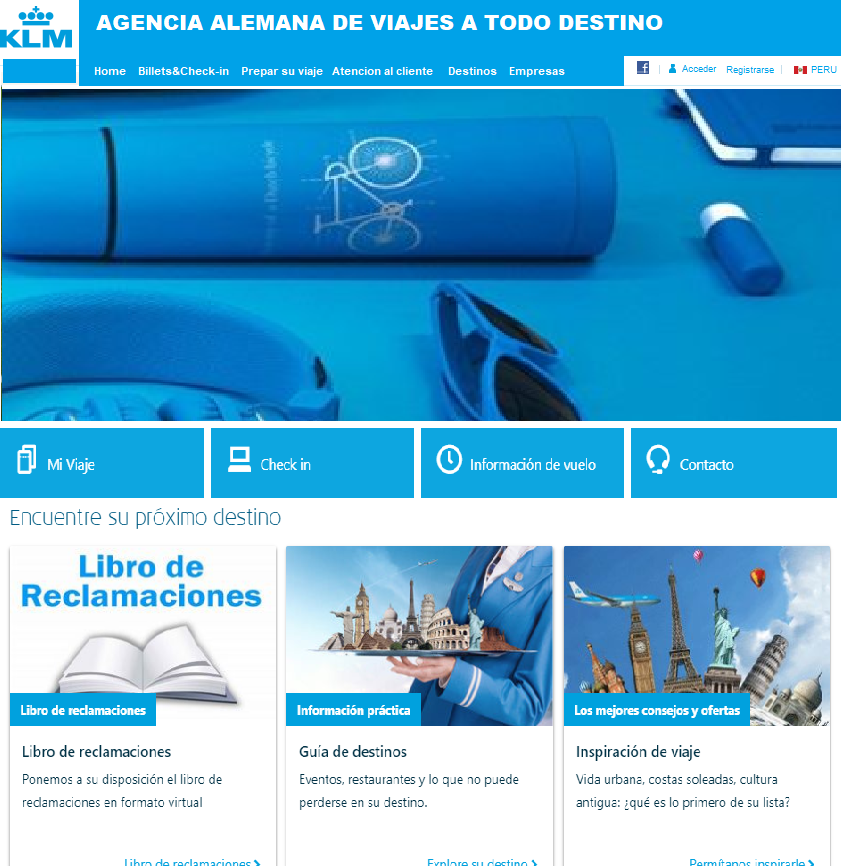 KLM
AGENCIA ALEMANA DE VIAJES A TODO DESTINO
Home Billets&Check-in Prepar su viaje Atencion al cliente Destinos Empresas
f Acceder Registrarse PERU
Mi Viaje
Check in
Información de vuelo
Contacto
Encuentre su próximo destino
Libro de
Reclamaciones
Libro de reclamaciones
Libro de reclamaciones
Ponemos a su disposición el libro de
reclamaciones en formato virtual
Libro de reclamaciones
Información práctica
Guía de destinos
Eventos, restaurantes y lo que no puede
perderse en su destino.
Explore su destino
Los mejores consejos y ofertas
Inspiración de viaje
Vida urbana, costas soleadas, cultura
antigua: ¿qué es lo primero de su lista?
Permítanos inspirarle